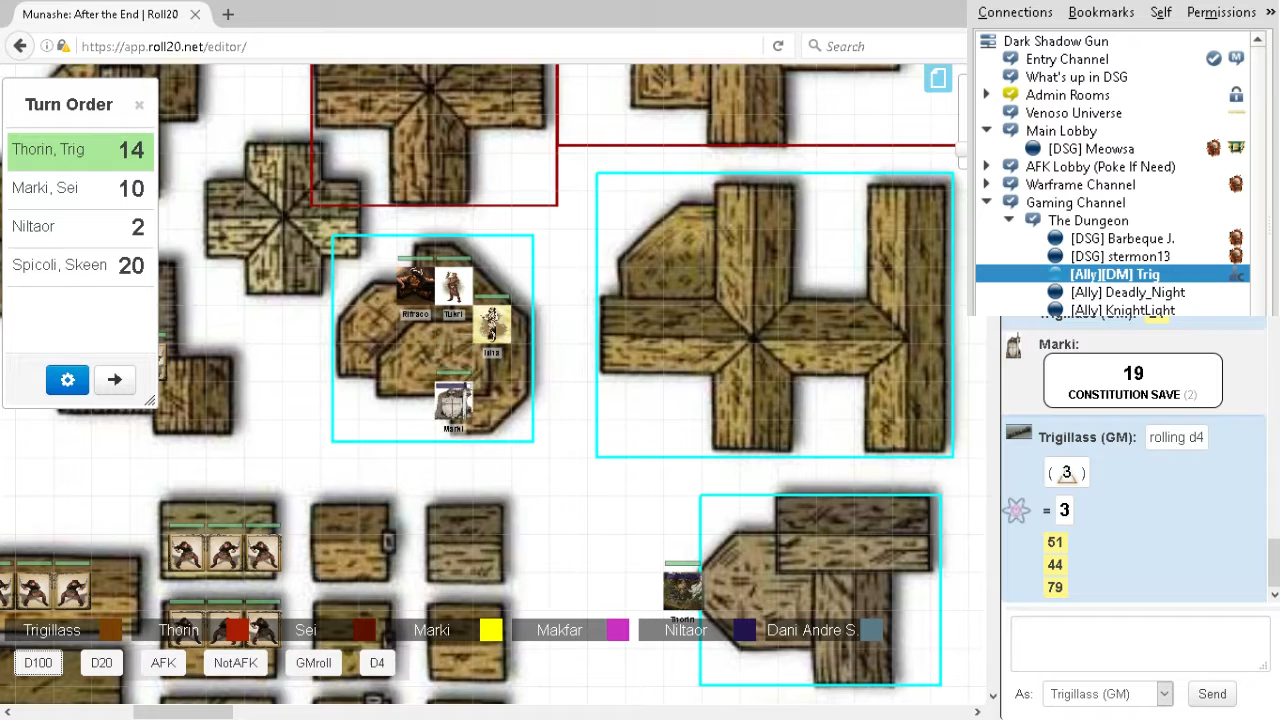 Munashe: After the End | Roll20 × +
https://app.roll20.net/editor/
Search
Turn Order ×
Thorin, Trig 14
Marki, Sei 10
Niltaor 2
Spicoli, Skeen 20
Rifraco
Tukri
Marki
Thorin
Trigillass
Thorin
Sei
Marki
Makfar
Niltaor
Dani Andre S.
D100
D20
AFK
NotAFK
GMroll
D4
Connections Bookmarks Self Permissions »
Dark Shadow Gun
Entry Channel
What's up in DSG
Admin Rooms
Venoso Universe
Main Lobby
[DSG] Meowsa
AFK Lobby (Poke If Need)
Warframe Channel
Gaming Channel
The Dungeon
[DSG] Barbeque J.
[DSG] stermon13
[Ally][DM] Trig
[Ally] Deadly_Night
[Ally] KnightLight
Marki:
19
CONSTITUTION SAVE (2)
Trigillass (GM): rolling d4
( 3 )
= 3
51
44
79
As: Trigillass (GM) Send